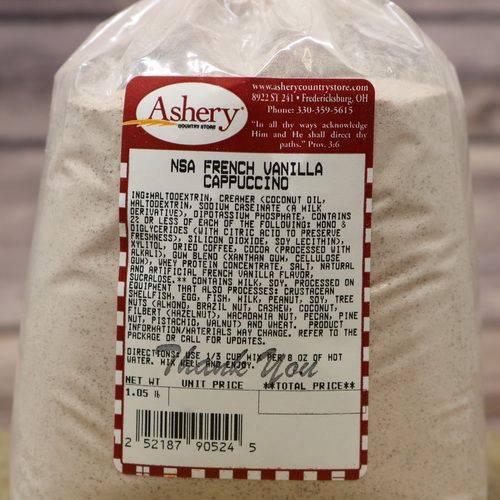 Ashery
COUNTRY STORE
www.asherycountrystore.com
8922 ST 241 • Fredericksburg, OH
Phone: 330-359-5615
"In all thy ways acknowledge
Him and He shall direct thy
paths." Prov. 3:6
NSA FRENCH VANILLA
CAPPUCCINO
ING:MALTODEXTRIN, CREAMER (COCONUT OIL,
MALTODEXTRIN, SODIUM CASEINATE (A MILK
DERIVATIVE), DIPOTASSIUM PHOSPHATE, CONTAINS
2% OR LESS OF EACH OF THE FOLLOWING: MONO &
DIGLYCERIDES (WITH CITRIC ACID TO PRESERVE
FRESHNESS), SILICON DIOXIDE, SOY LECITHIN),
XYLITOL, DRIED COFFEE, COCOA (PROCESSED WITH
ALKALI), GUM BLEND (XANTHAN GUM, CELLULOSE
GUM), WHEY PROTEIN CONCENTRATE, SALT, NATURAL
AND ARTIFICIAL FRENCH VANILLA FLAVOR,
SUCRALOSE.** CONTAINS MILK, SOY, PROCESSED ON
EQUIPMENT THAT ALSO PROCESSES CRUSTACEAN
SHELLFISH, EGG, FISH, MILK, PEANUT, SOY, TREE
NUTS (ALMOND, BRAZIL NUT, CASHEW, COCONUT,
FILBERT (HAZELNUT), MACADAMIA NUT, PECAN, PINE
NUT, PISTACHIO, WALNUT) AND WHEAT. PRODUCT
INFORMATION/MATERIALS MAY CHANGE. REFER TO THE
PACKAGE OR CALL FOR UPDATES.
DIRECTIONS: USE 1/3 CUP MIX PER 8 OZ OF HOT
WATER. MIX WELL AND ENJOY.
Thank You
NET WT UNIT PRICE **TOTAL PRICE**
1.05 lb
2 52187 90524 5